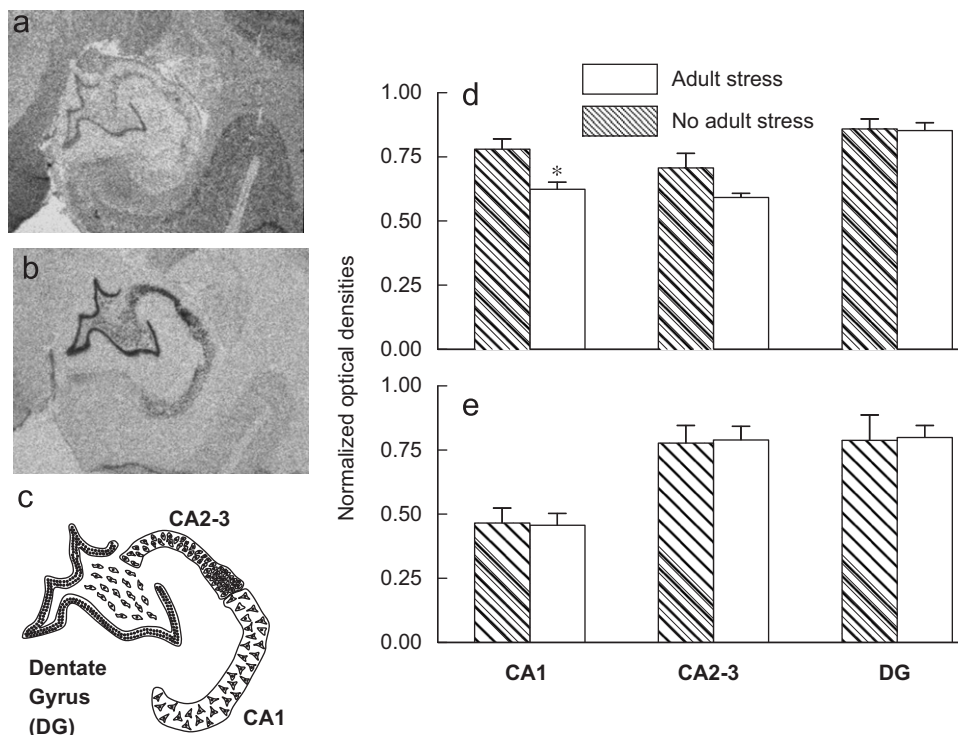 a
b
c
CA2-3
Dentate
Gyrus
(DG)
CA1
Adult stress
No adult stress
d
1.00
0.75
0.50
0.25
0.00
*
e
1.00
0.75
0.50
0.25
0.00
Normalized optical densities
CA1 CA2-3 DG